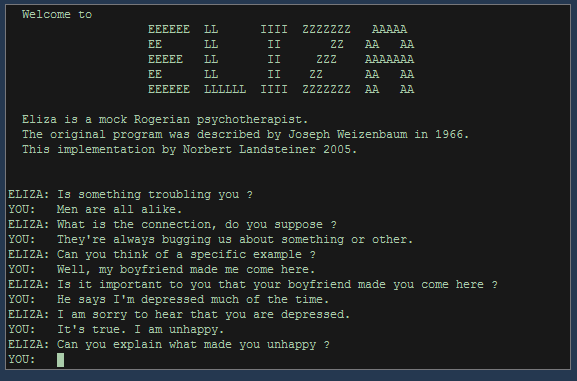 Welcome to
EEEEEE  LL      IIII  ZZZZZZZ   AAAAA
EE      LL       II       ZZ   AA   AA
EEEEE   LL       II     ZZZ    AAAAAAA
EE      LL       II    ZZ      AA   AA
EEEEEE  LLLLLL  IIII  ZZZZZZZ  AA   AA
Eliza is a mock Rogerian psychotherapist.
The original program was described by Joseph Weizenbaum in 1966.
This implementation by Norbert Landsteiner 2005.
ELIZA: Is something troubling you ?
YOU:   Men are all alike.
ELIZA: What is the connection, do you suppose ?
YOU:   They're always bugging us about something or other.
ELIZA: Can you think of a specific example ?
YOU:   Well, my boyfriend made me come here.
ELIZA: Is it important to you that your boyfriend made you come here ?
YOU:   He says I'm depressed much of the time.
ELIZA: I am sorry to hear that you are depressed.
YOU:   It's true. I am unhappy.
ELIZA: Can you explain what made you unhappy ?
YOU: